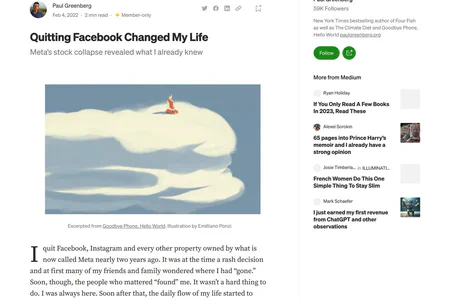 Paul Greenberg
Feb 4, 2022 · 2 min read · Member-only
Quitting Facebook Changed My Life
Meta's stock collapse revealed what I already knew
Excerpted from Goodbye Phone, Hello World. Illustration by Emiliano Ponzi
I quit Facebook, Instagram and every other property owned by what is
now called Meta nearly two years ago. It was at the time a rash decision
and at first many of my friends and family wondered where I had "gone."
Soon, though, the people who mattered "found" me. It wasn't a hard thing to
do. I was always here. Soon after that, the daily flow of my life started to
Paul Greenberg
59K Followers
New York Times bestselling author of Four Fish
as well as The Climate Diet and Goodbye Phone,
Hello World paulgreenberg.org
Follow
More from Medium
Ryan Holiday
If You Only Read A Few Books
In 2023, Read These
Alexei Sorokin
65 pages into Prince Harry's
memoir and I already have a
strong opinion
Josie Timberla... in ILLUMINATI...
French Women Do This One
Simple Thing To Stay Slim
Mark Schaefer
I just earned my first revenue
from ChatGPT and other
observations